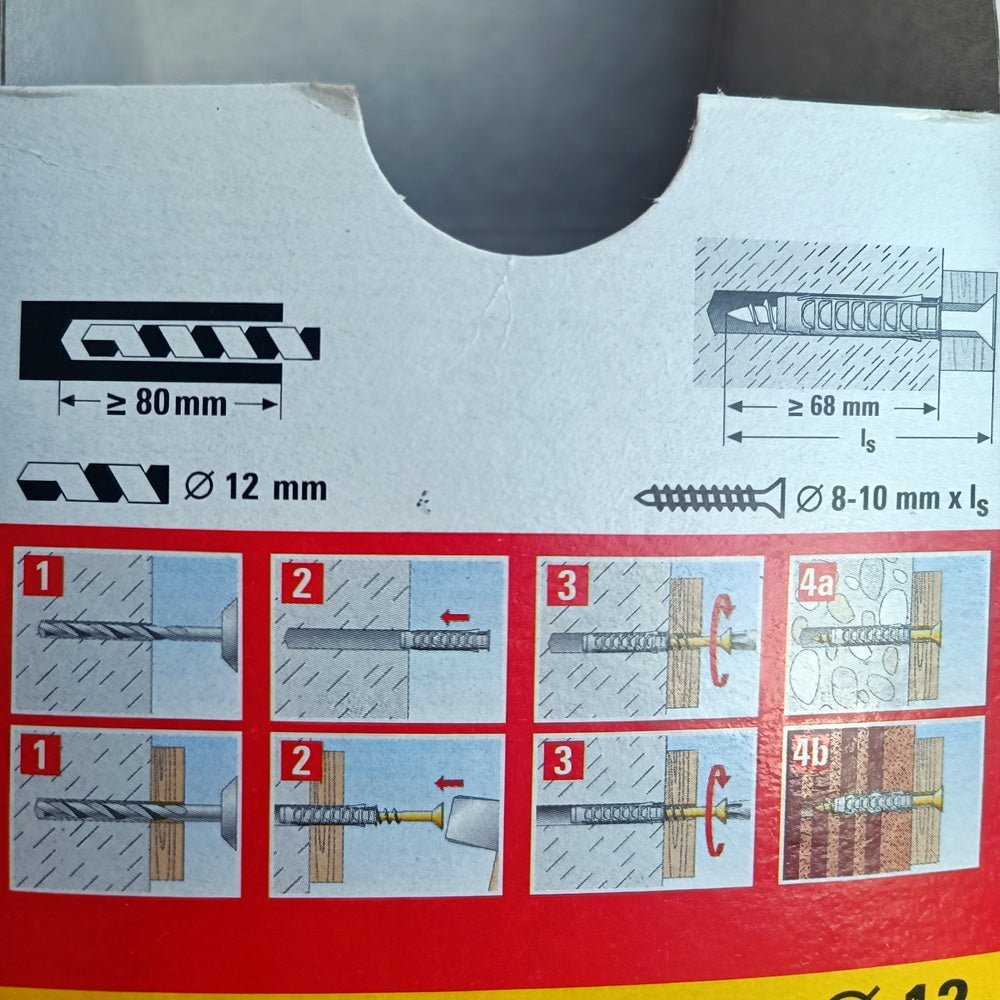 ≥ 80 mm
≥ 68 mm
ls
Ø 12 mm
Ø 8-10 mm x ls
1
2
3
4a
1
2
3
4b
Ø 12